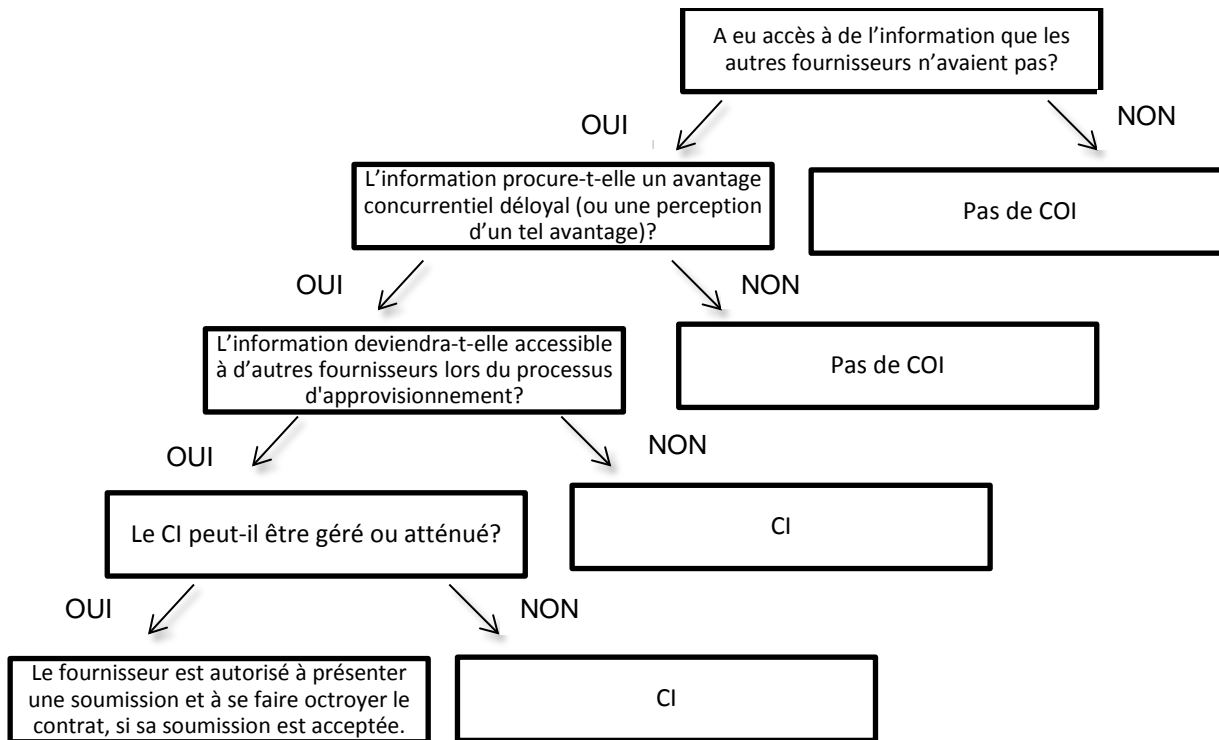 A eu accès à de l’information que les
autres fournisseurs n’avaient pas?
OUI
NON
L’information procure-t-elle un avantage
concurrentiel déloyal (ou une perception
d’un tel avantage)?
Pas de COI
OUI
NON
L’information deviendra-t-elle accessible
à d’autres fournisseurs lors du processus
d'approvisionnement?
Pas de COI
OUI
NON
Le CI peut-il être géré ou atténué?
CI
OUI
NON
Le fournisseur est autorisé à présenter
une soumission et à se faire octroyer le
contrat, si sa soumission est acceptée.
CI